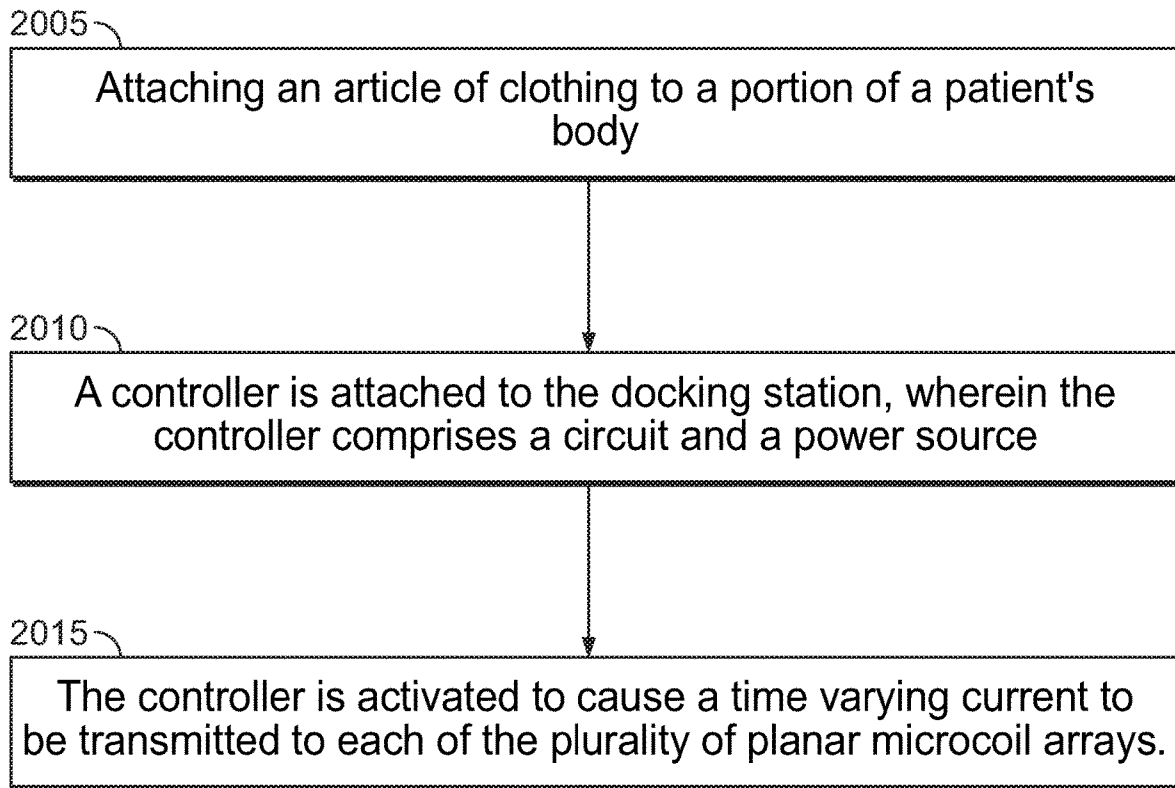 2005
Attaching an article of clothing to a portion of a patient's
body
2010
A controller is attached to the docking station, wherein the
controller comprises a circuit and a power source
2015
The controller is activated to cause a time varying current to
be transmitted to each of the plurality of planar microcoil arrays.